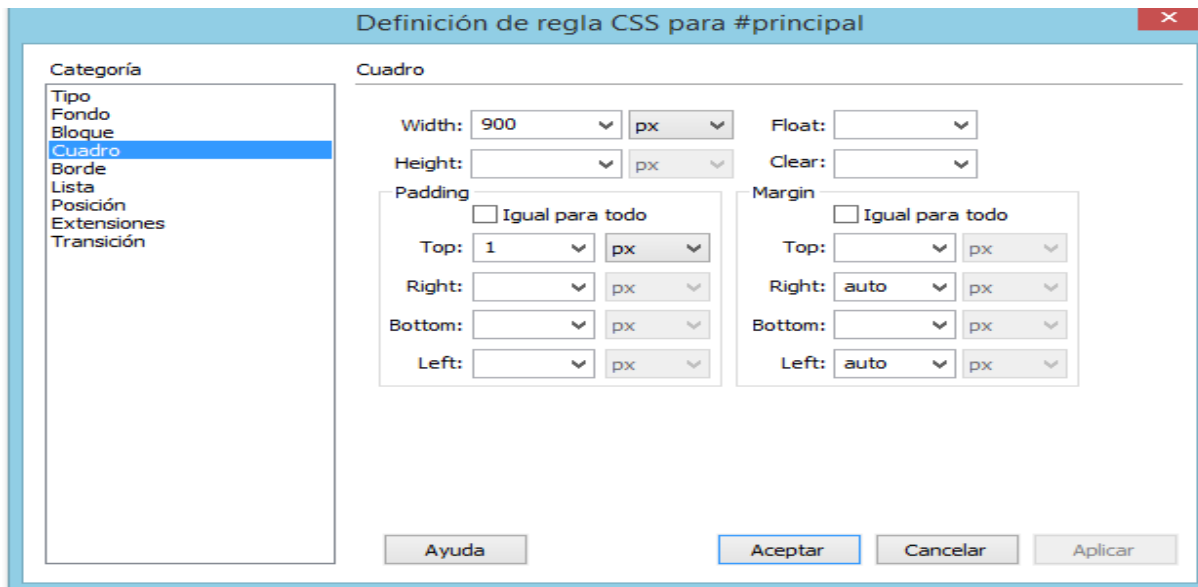 Definición de regla CSS para #principal
Categoría
Tipo
Fondo
Bloque
Cuadro
Borde
Lista
Posición
Extensiones
Transición
Cuadro
Width: 900 px Float:
Height: px Clear:
Padding Margin
Igual para todo Igual para todo
Top: 1 px Top: px
Right: px Right: auto px
Bottom: px Bottom: px
Left: px Left: auto px
Ayuda Aceptar Cancelar Aplicar